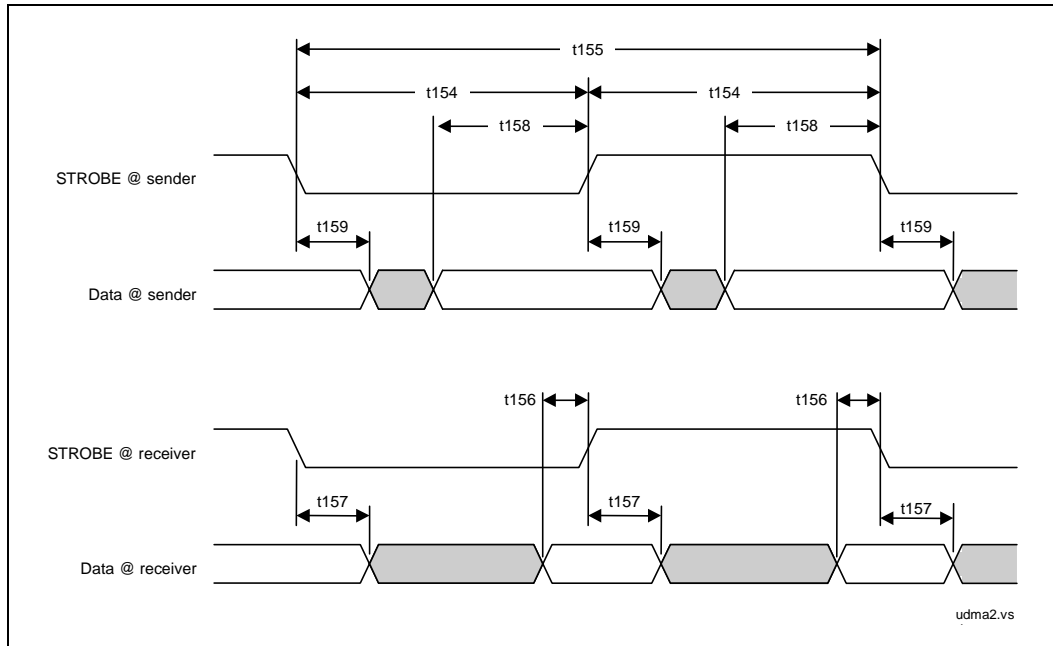 t155
t154
t154
t158
t158
STROBE @ sender
t159
t159
t159
Data @ sender
t156
t156
STROBE @ receiver
t157
t157
t157
Data @ receiver
udma2.vs